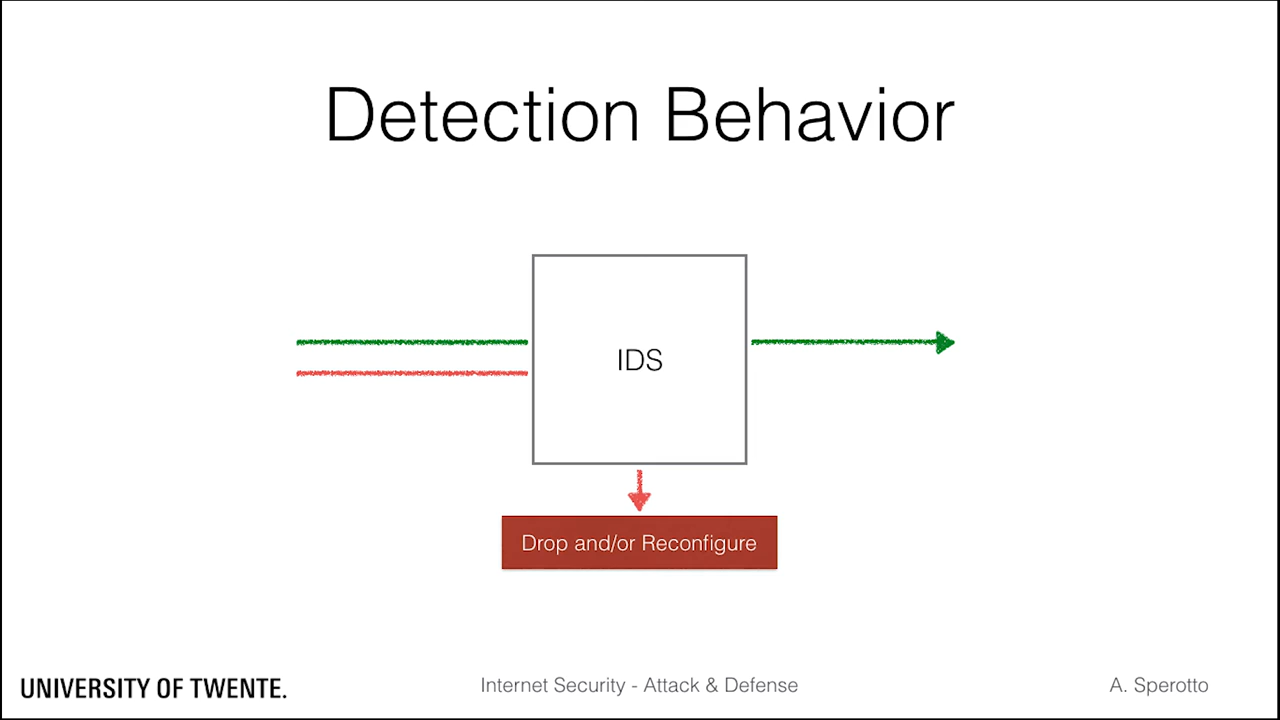 Detection Behavior
IDS
Drop and/or Reconfigure
UNIVERSITY OF TWENTE.
Internet Security - Attack & Defense
A. Sperotto